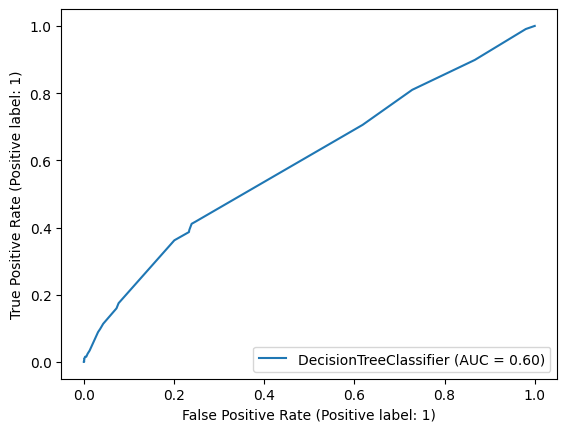 1.0
0.8
0.6
0.4
0.2
0.0
True Positive Rate (Positive label: 1)
DecisionTreeClassifier (AUC = 0.60)
0.0 0.2 0.4 0.6 0.8 1.0
False Positive Rate (Positive label: 1)